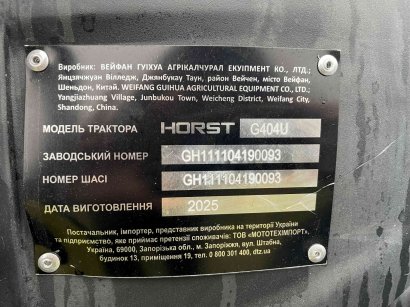 Виробник: ВЕЙФАН ГУІХУА АГРІКАЛЧУРАЛ ЕКУІПМЕНТ КО., ЛТД.;
Янцзячжуан Вілледж, Джянбукау Таун, район Вейчен, місто Вейфан,
Шеньдон, Китай. WEIFANG GUIHUA AGRICULTURAL EQUIPMENT CO., LTD.;
Yangjiazhuang Village, Junbukou Town, Weicheng District, Weifang City,
Shandong, China.
МОДЕЛЬ ТРАКТОРА HORST G404U
ЗАВОДСЬКИЙ НОМЕР GH111104190093
НОМЕР ШАСІ GH111104190093
ДАТА ВИГОТОВЛЕННЯ 2025
Постачальник, імпортер, представник виробника на території України
та підприємство, яке приймає претензії споживачів: ТОВ «МОТОТЕХІМПОРТ»,
Україна, 69000, Запорізька обл., м. Запоріжжя, вул. Штабна,
будинок 13, приміщення 19, тел. 0 800 301 400, dtz.ua